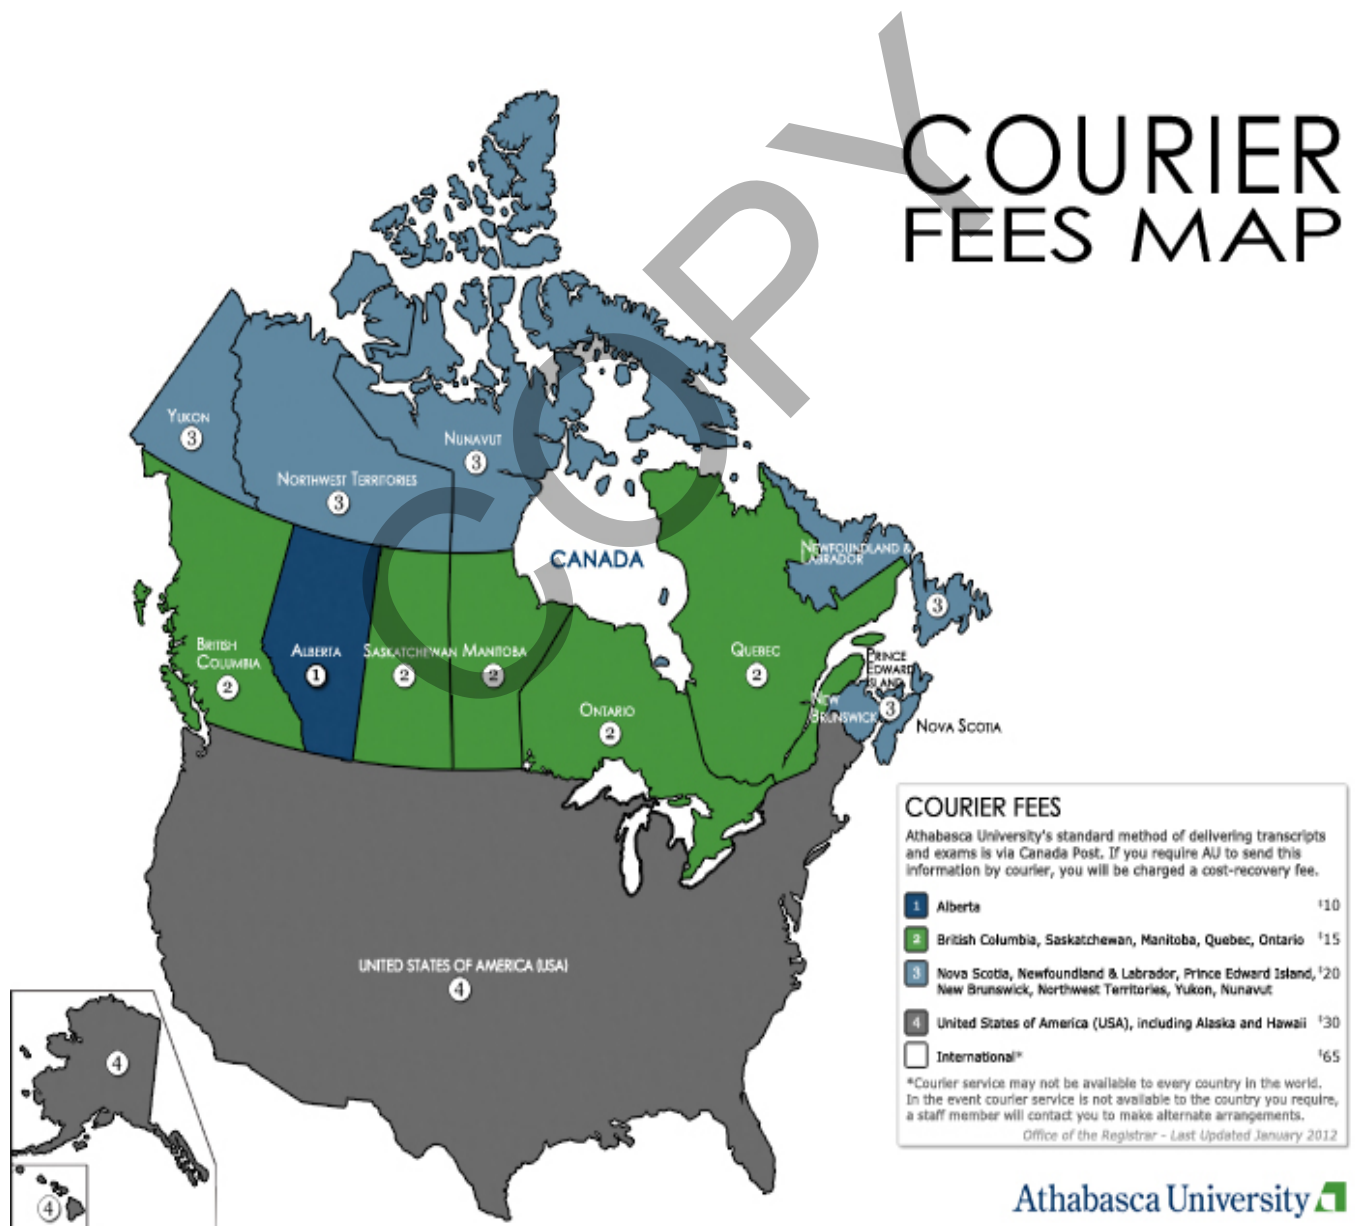 COPY
COURIER
FEES MAP
YUKON
3
NUNAVUT
3
NORTHWEST TERRITORIES
3
CANADA
NEWFOUNDLAND &
LABRADOR
3
BRITISH
COLUMBIA
2
ALBERTA
1
SASKATCHEWAN
2
MANITOBA
2
ONTARIO
2
QUEBEC
2
PRINCE
EDWARD
ISLAND
NEW
BRUNSWICK
3
NOVA SCOTIA
UNITED STATES OF AMERICA (USA)
4
4
4
COURIER FEES
Athabasca University's standard method of delivering transcripts
and exams is via Canada Post. If you require AU to send this
information by courier, you will be charged a cost-recovery fee.
1 Alberta $10
2 British Columbia, Saskatchewan, Manitoba, Quebec, Ontario $15
3 Nova Scotia, Newfoundland & Labrador, Prince Edward Island, $20
New Brunswick, Northwest Territories, Yukon, Nunavut
4 United States of America (USA), including Alaska and Hawaii $30
International* $65
*Courier service may not be available to every country in the world.
In the event courier service is not available to the country you require,
a staff member will contact you to make alternate arrangements.
Office of the Registrar - Last Updated January 2012
Athabasca University